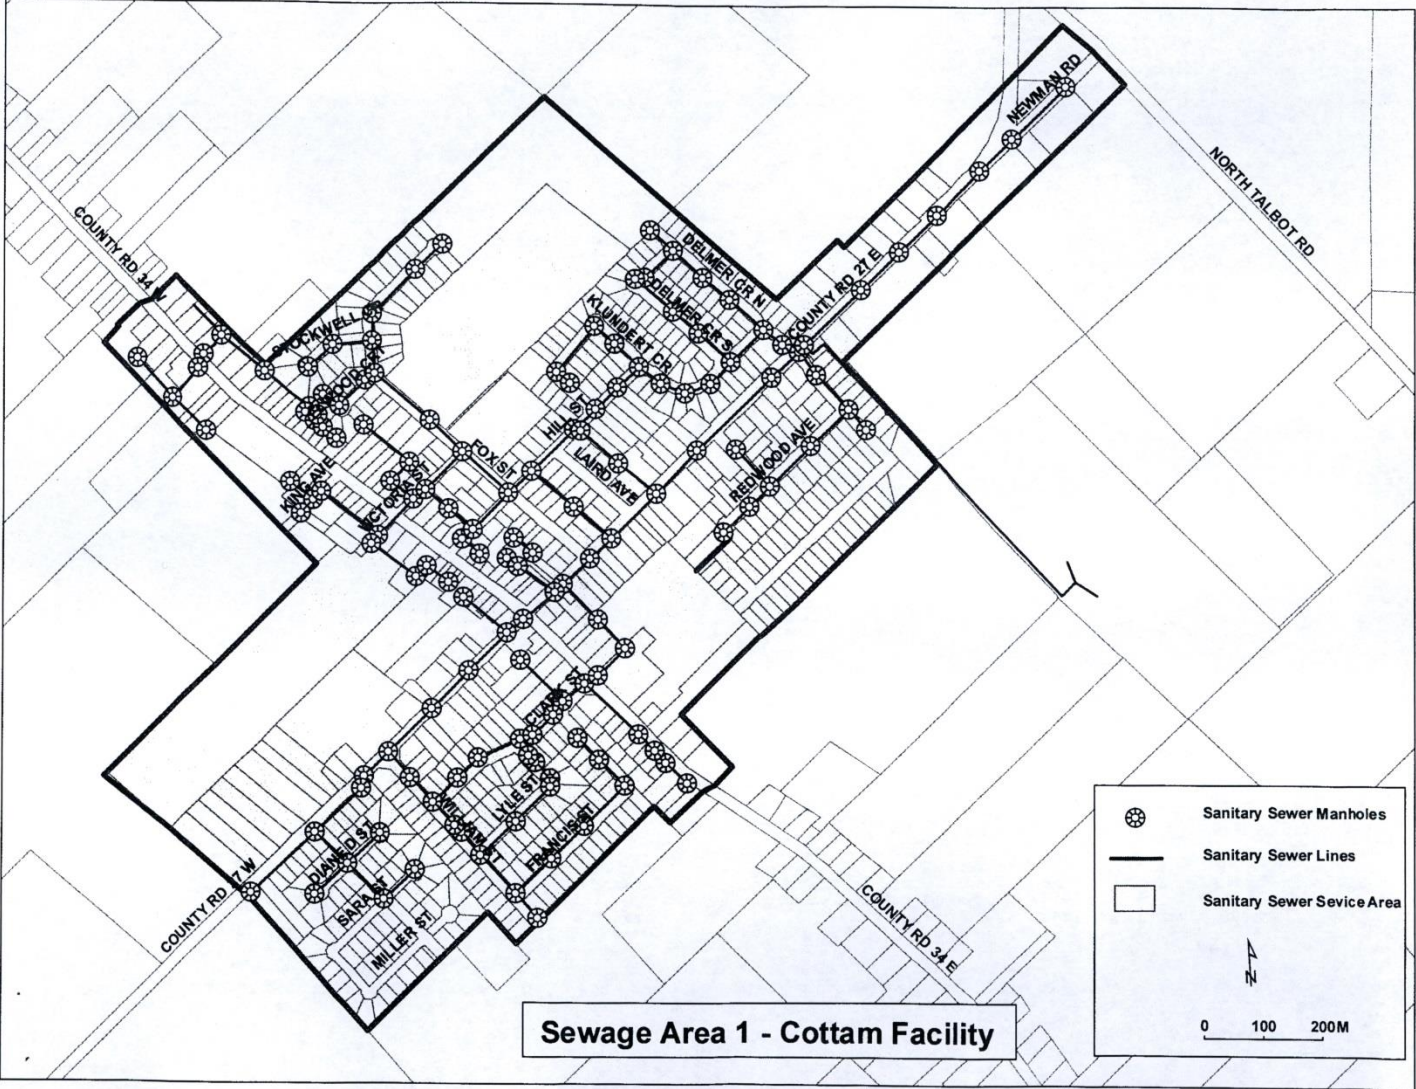 NEWMAN RD
NORTH TALBOT RD
COUNTY RD 34 W
DELMER CR N
COUNTY RD 27 E
DELMER CR S
KLUNDERT CR
STOCKWELL
HILL ST
FOX ST
LAIRD AVE
REDWOOD AVE
KING AVE
VICTORIA ST
CLARK ST
LYLE ST
WILLIAM ST
FRANCIS ST
DIANE D ST
SARA ST
MILLER ST
COUNTY RD 27 W
COUNTY RD 34 E
Sanitary Sewer Manholes
Sanitary Sewer Lines
Sanitary Sewer Sevice Area
N
0 100 200M
Sewage Area 1 - Cottam Facility